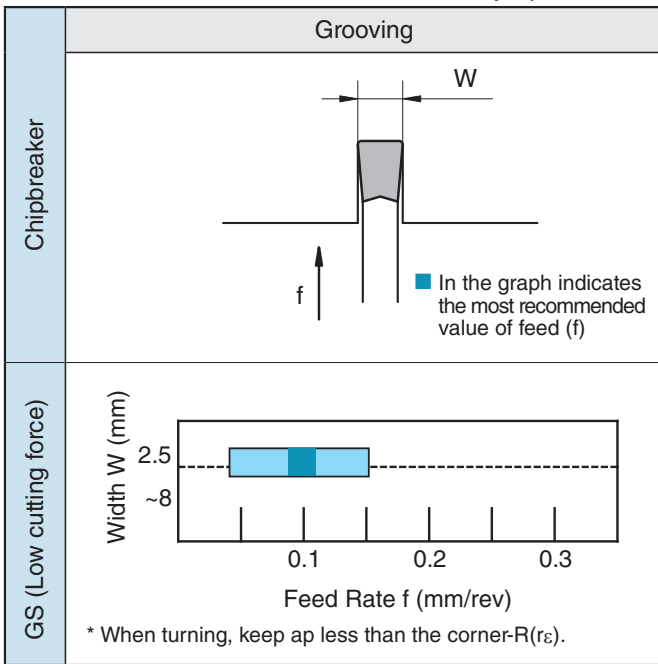 Grooving
Chipbreaker
W
f
In the graph indicates
the most recommended
value of feed (f)
GS (Low cutting force)
Width W (mm)
2.5
~8
0.1 0.2 0.3
Feed Rate f (mm/rev)
* When turning, keep ap less than the corner-R(rε).